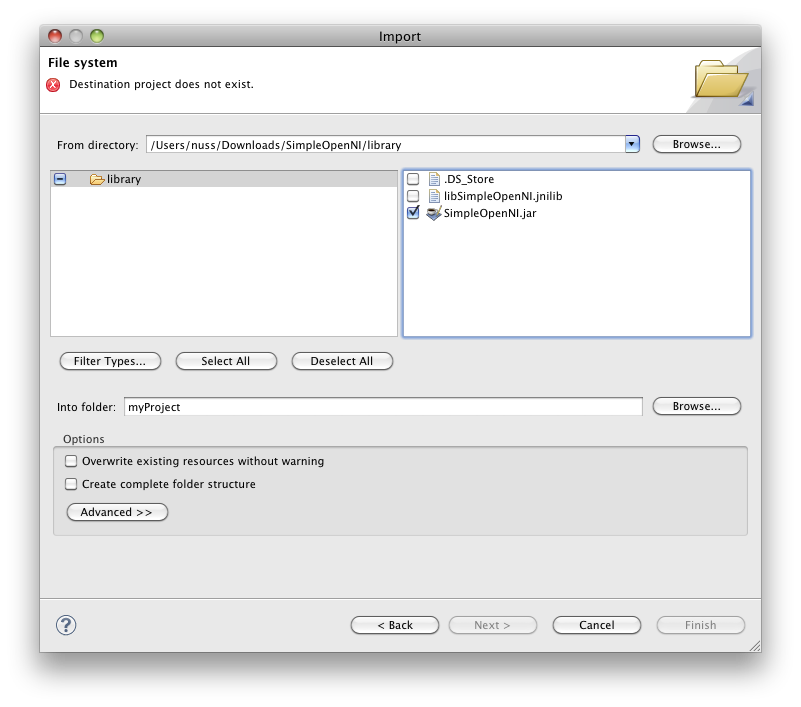 Import
File system
Destination project does not exist.
From directory: /Users/nuss/Downloads/SimpleOpenNI/library Browse...
library
.DS_Store
libSimpleOpenNI.jnilib
SimpleOpenNI.jar
Filter Types... Select All Deselect All
Into folder: myProject Browse...
Options
Overwrite existing resources without warning
Create complete folder structure
Advanced >>
? < Back Next > Cancel Finish